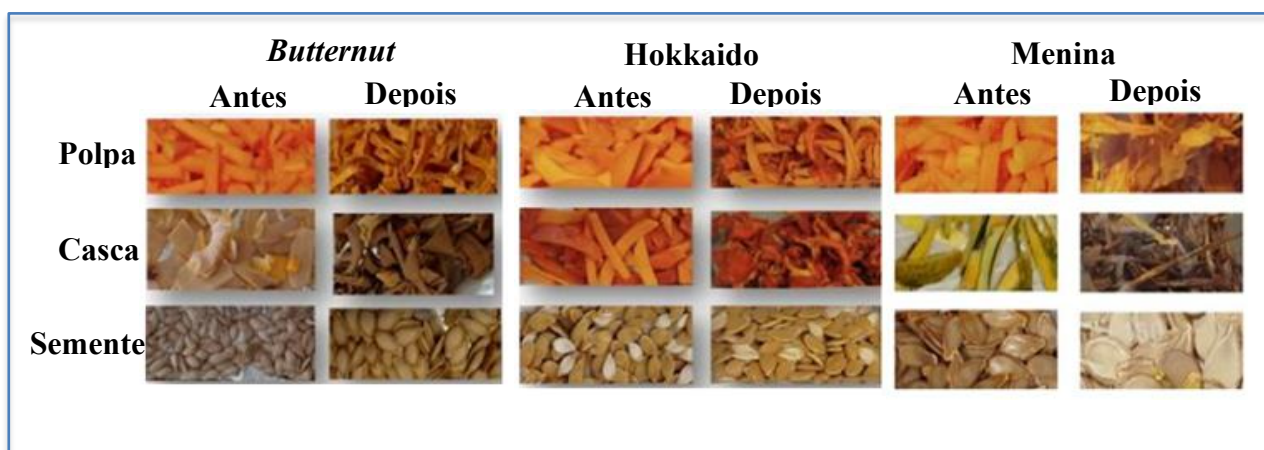 Butternut Hokkaido Menina
Antes Depois Antes Depois Antes Depois
Polpa
Casca
Semente